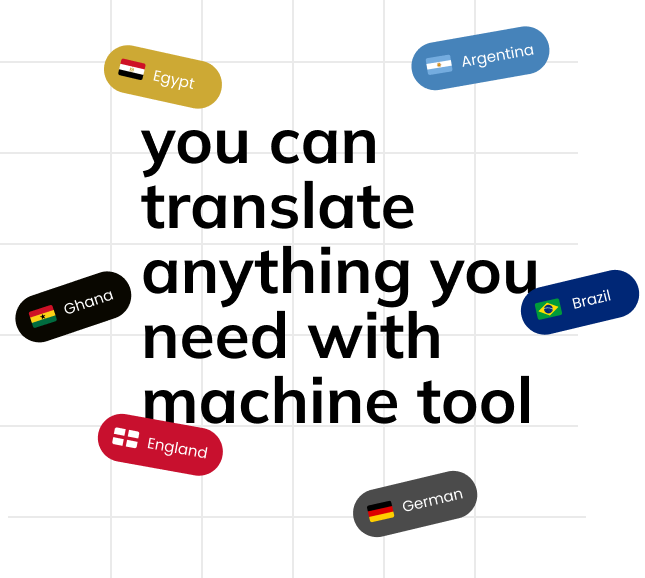 Egypt
Argentina
you can
translate
anything you
need with
machine tool
Ghana
Brazil
England
German